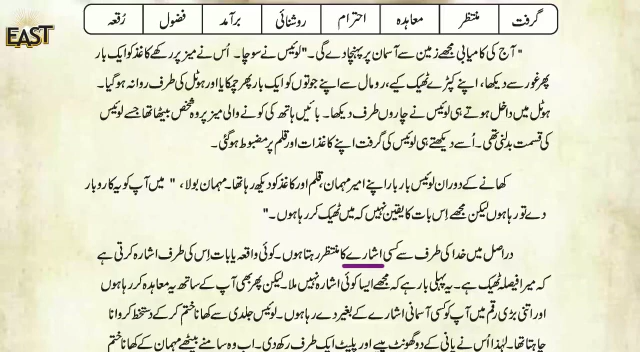 گرفت منتظر معاہدہ احترام روشنائی برآمد فضول رُقعہ
EAST
"آج کی کامیابی مجھے زمین سے آسمان پر پہنچا دے گی۔" لوئیس نے سوچا۔ اُس نے میز پر رکھے کاغذ کو ایک بار
پھر غور سے دیکھا، اپنے کپڑے ٹھیک کیے، رومال سے اپنے جوتوں کو ایک بار پھر چمکایا اور ہوٹل کی طرف روانہ ہو گیا۔
ہوٹل میں داخل ہوتے ہی لوئیس نے چاروں طرف دیکھا۔ بائیں ہاتھ کی کونے والی میز پر وہ شخص بیٹھا تھا جسے لوئیس
کی قسمت بدلنی تھی۔ اُسے دیکھتے ہی لوئیس کی گرفت اپنے کاغذات اور قلم پر مضبوط ہو گئی۔
کھانے کے دوران لوئیس بار بار اپنے امیر مہمان، قلم اور کاغذ کو دیکھ رہا تھا۔ مہمان بولا، "میں آپ کو یہ کاروبار
دے تو رہا ہوں لیکن مجھے اِس بات کا یقین نہیں کہ میں ٹھیک کر رہا ہوں۔"
دراصل میں خدا کی طرف سے کسی اشارے کا منتظر رہتا ہوں۔ کوئی واقعہ یا بات اِس کی طرف اشارہ کرتی ہے
کہ میرا فیصلہ ٹھیک ہے۔ یہ پہلی بار ہے کہ مجھے ایسا کوئی اشارہ نہیں ملا۔ لیکن پھر بھی آپ کے ساتھ یہ معاہدہ کر رہا ہوں
اور اتنی بڑی رقم میں آپ کو کسی آسمانی اشارے کے بغیر دے رہا ہوں۔ لوئیس جلدی سے کھانا ختم کر کے دستخط کروانا
چاہتا تھا۔ لہٰذا اُس نے پانی کے دو گھونٹ پیے اور پلیٹ ایک طرف رکھ دی۔ اب وہ سامنے بیٹھے مہمان کے کھانا ختم